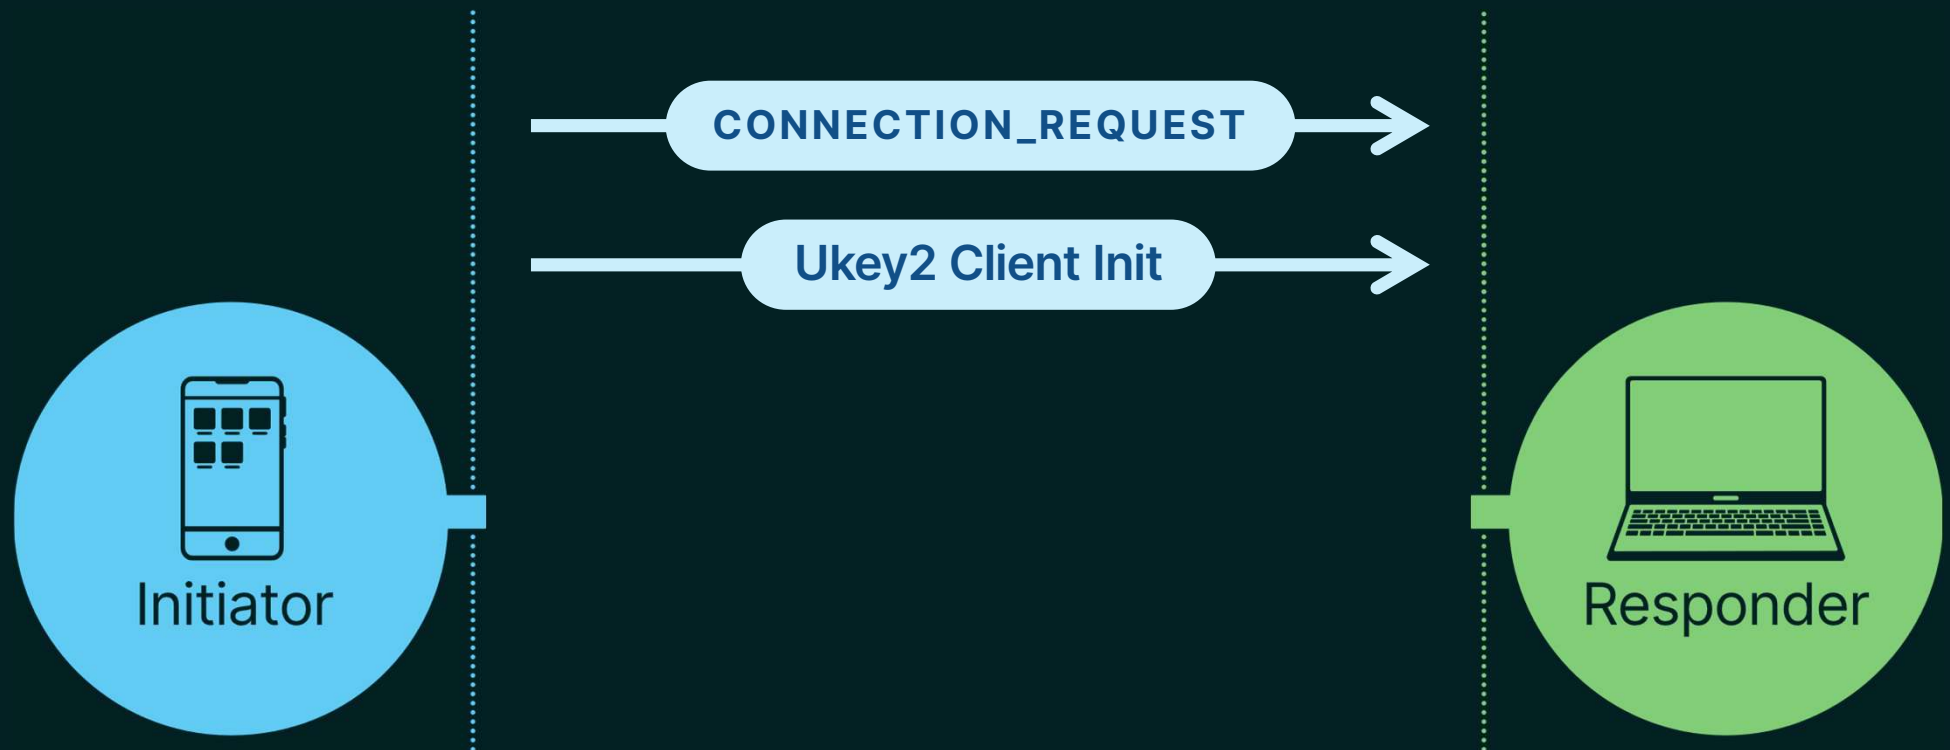 CONNECTION_REQUEST
Ukey2 Client Init
Initiator
Responder